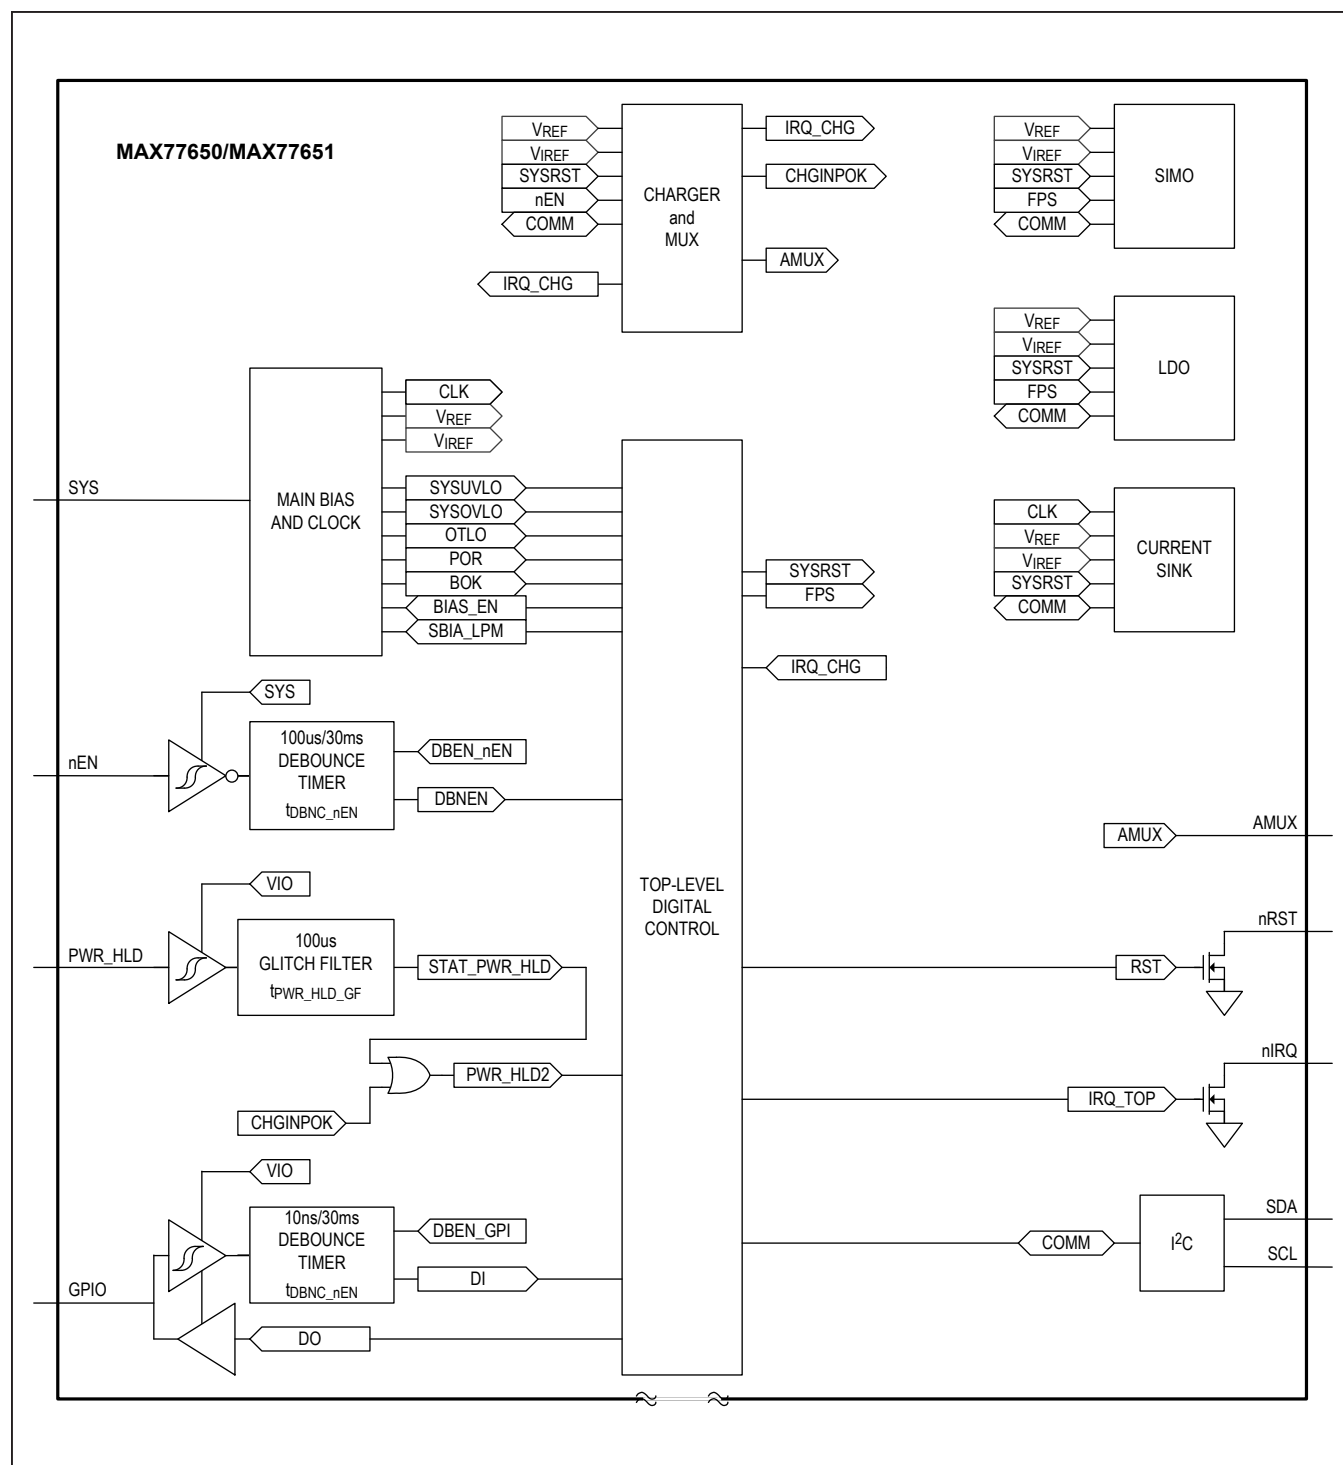 MAX77650/MAX77651
VREF
VIREF
SYSRST
nEN
COMM
IRQ_CHG
CHARGER
and
MUX
IRQ_CHG
CHGINPOK
AMUX
VREF
VIREF
SYSRST
FPS
COMM
SIMO
VREF
VIREF
SYSRST
FPS
COMM
LDO
CLK
VREF
VIREF
SYSRST
COMM
CURRENT
SINK
SYS
MAIN BIAS
AND CLOCK
CLK
VREF
VIREF
SYSUVLO
SYSOVLO
OTLO
POR
BOK
BIAS_EN
SBIA_LPM
SYSRST
FPS
IRQ_CHG
SYS
nEN
100us/30ms
DEBOUNCE
TIMER
tDBNC_nEN
DBEN_nEN
DBNEN
TOP-LEVEL
DIGITAL
CONTROL
AMUX
AMUX
VIO
PWR_HLD
100us
GLITCH FILTER
tPWR_HLD_GF
STAT_PWR_HLD
RST
nRST
PWR_HLD2
CHGINPOK
IRQ_TOP
nIRQ
VIO
GPIO
10ns/30ms
DEBOUNCE
TIMER
tDBNC_nEN
DBEN_GPI
DI
DO
COMM
I2C
SDA
SCL